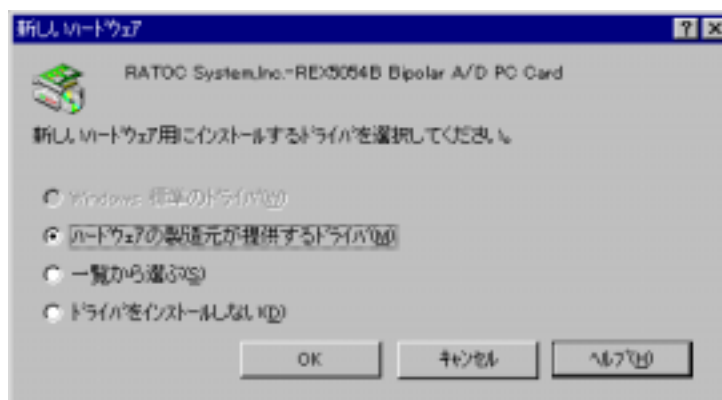 新しいハードウェア
RATOC System,Inc.-REX5054B Bipolar A/D PC Card
新しいハードウェア用にインストールするドライバを選択してください。
Windows 標準のドライバ(W)
ハードウェアの製造元が提供するドライバ(M)
一覧から選ぶ(S)
ドライバをインストールしない(D)
OK キャンセル ヘルプ(H)